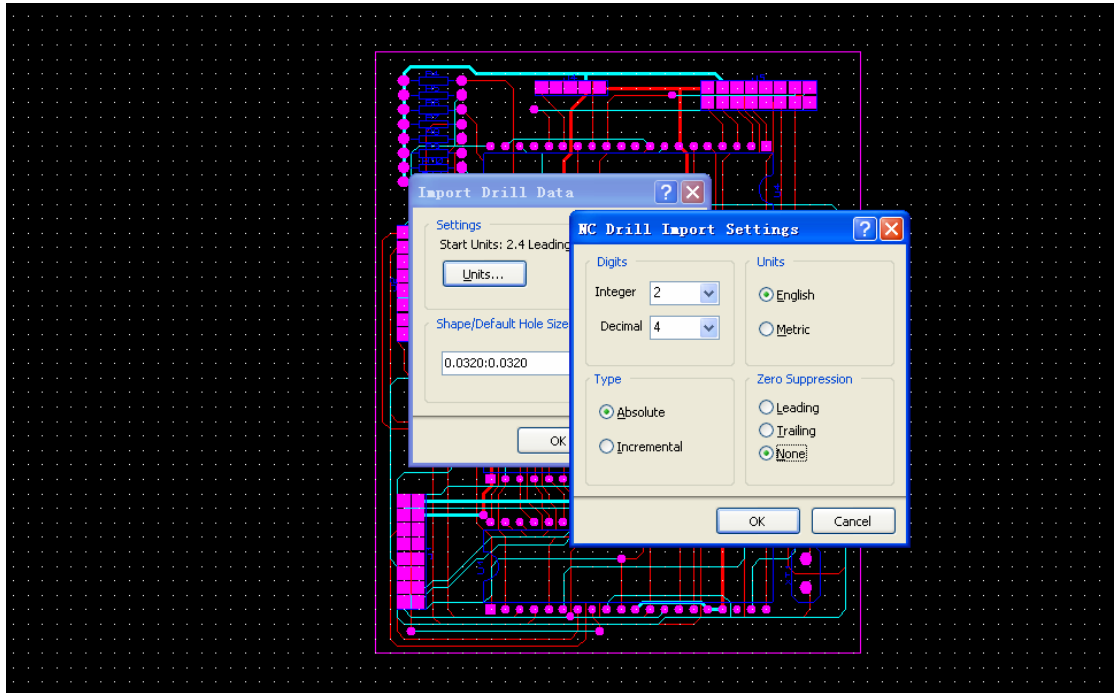 Import Drill Data
Settings
Start Units: 2.4 Leading
Units...
Shape/Default Hole Size
0.0320:0.0320
OK
NC Drill Import Settings
Digits
Integer 2
Decimal 4
Units
English
Metric
Type
Absolute
Incremental
Zero Suppression
Leading
Trailing
None
OK Cancel